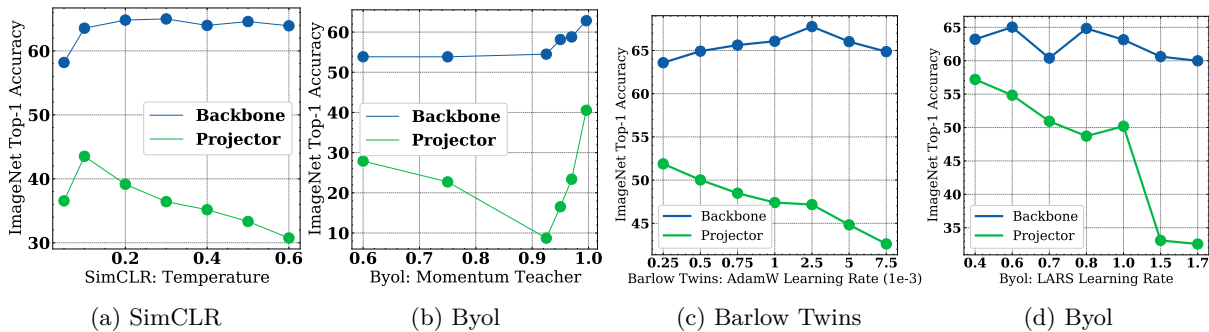 ImageNet Top-1 Accuracy
60
50
40
30
Backbone
Projector
0.0
0.2
0.4
0.6
SimCLR: Temperature
(a) SimCLR
ImageNet Top-1 Accuracy
60
50
40
30
20
10
Backbone
Projector
0.6
0.7
0.8
0.9
1.0
Byol: Momentum Teacher
(b) Byol
ImageNet Top-1 Accuracy
65
60
55
50
45
Backbone
Projector
0.25 0.5 0.75 1 2.5 5 7.5
Barlow Twins: AdamW Learning Rate (1e-3)
(c) Barlow Twins
ImageNet Top-1 Accuracy
65
60
55
50
45
40
35
Backbone
Projector
0.4 0.6 0.7 0.8 1.0 1.5 1.7
Byol: LARS Learning Rate
(d) Byol